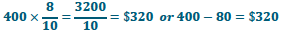 400 × 8/10 = 3200/10 = $320 or 400 − 80 = $320